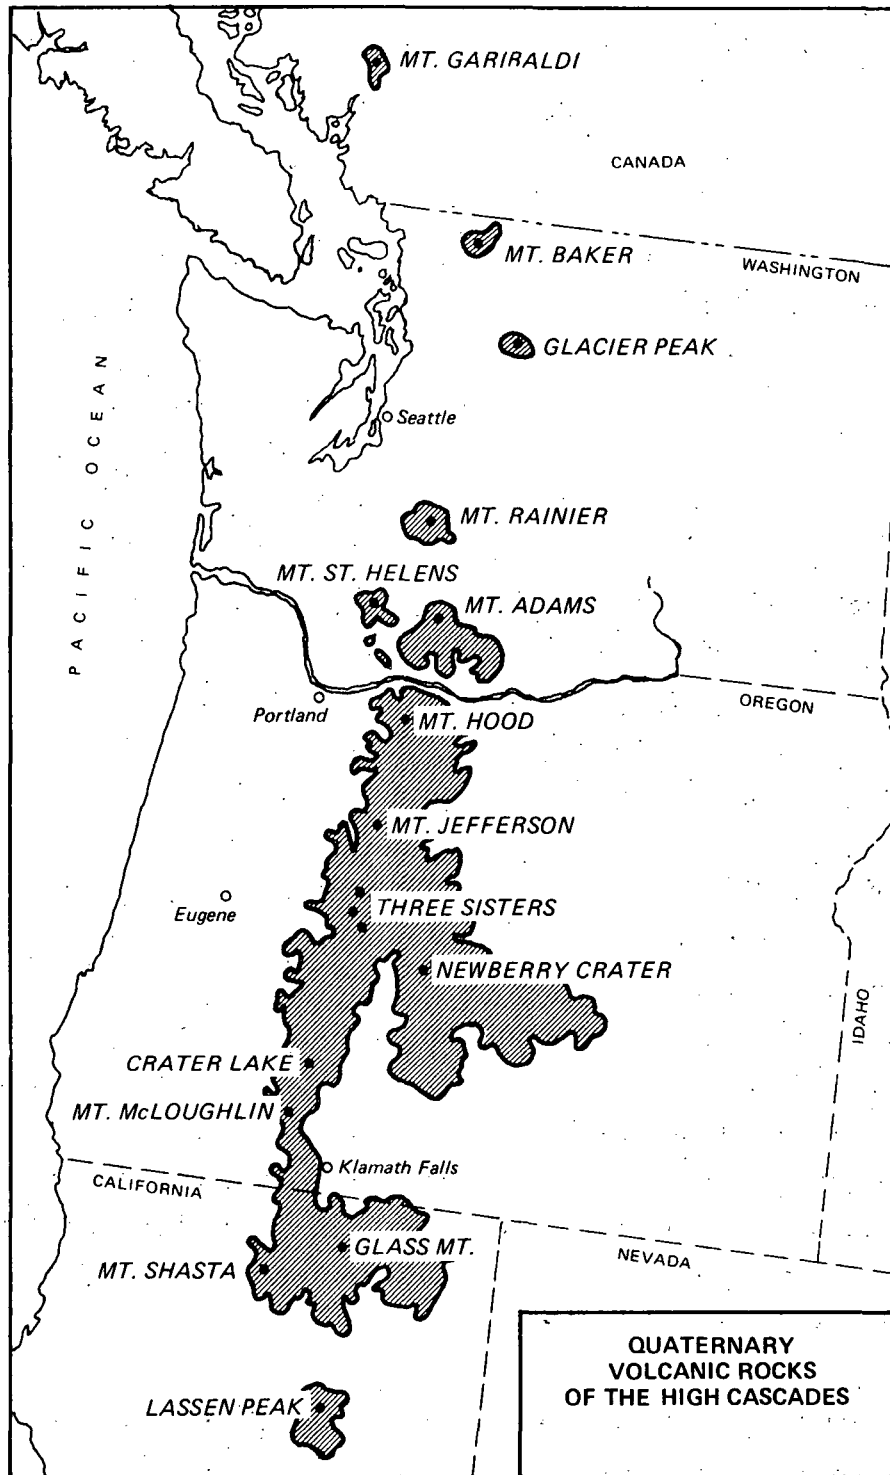 MT. GARIBALDI
CANADA
MT. BAKER
WASHINGTON
GLACIER PEAK
PACIFIC OCEAN
Seattle
MT. RAINIER
MT. ST. HELENS
MT. ADAMS
OREGON
Portland
MT. HOOD
MT. JEFFERSON
Eugene
THREE SISTERS
NEWBERRY CRATER
IDAHO
CRATER LAKE
MT. McLOUGHLIN
Klamath Falls
CALIFORNIA
GLASS MT.
NEVADA
MT. SHASTA
QUATERNARY
VOLCANIC ROCKS
OF THE HIGH CASCADES
LASSEN PEAK